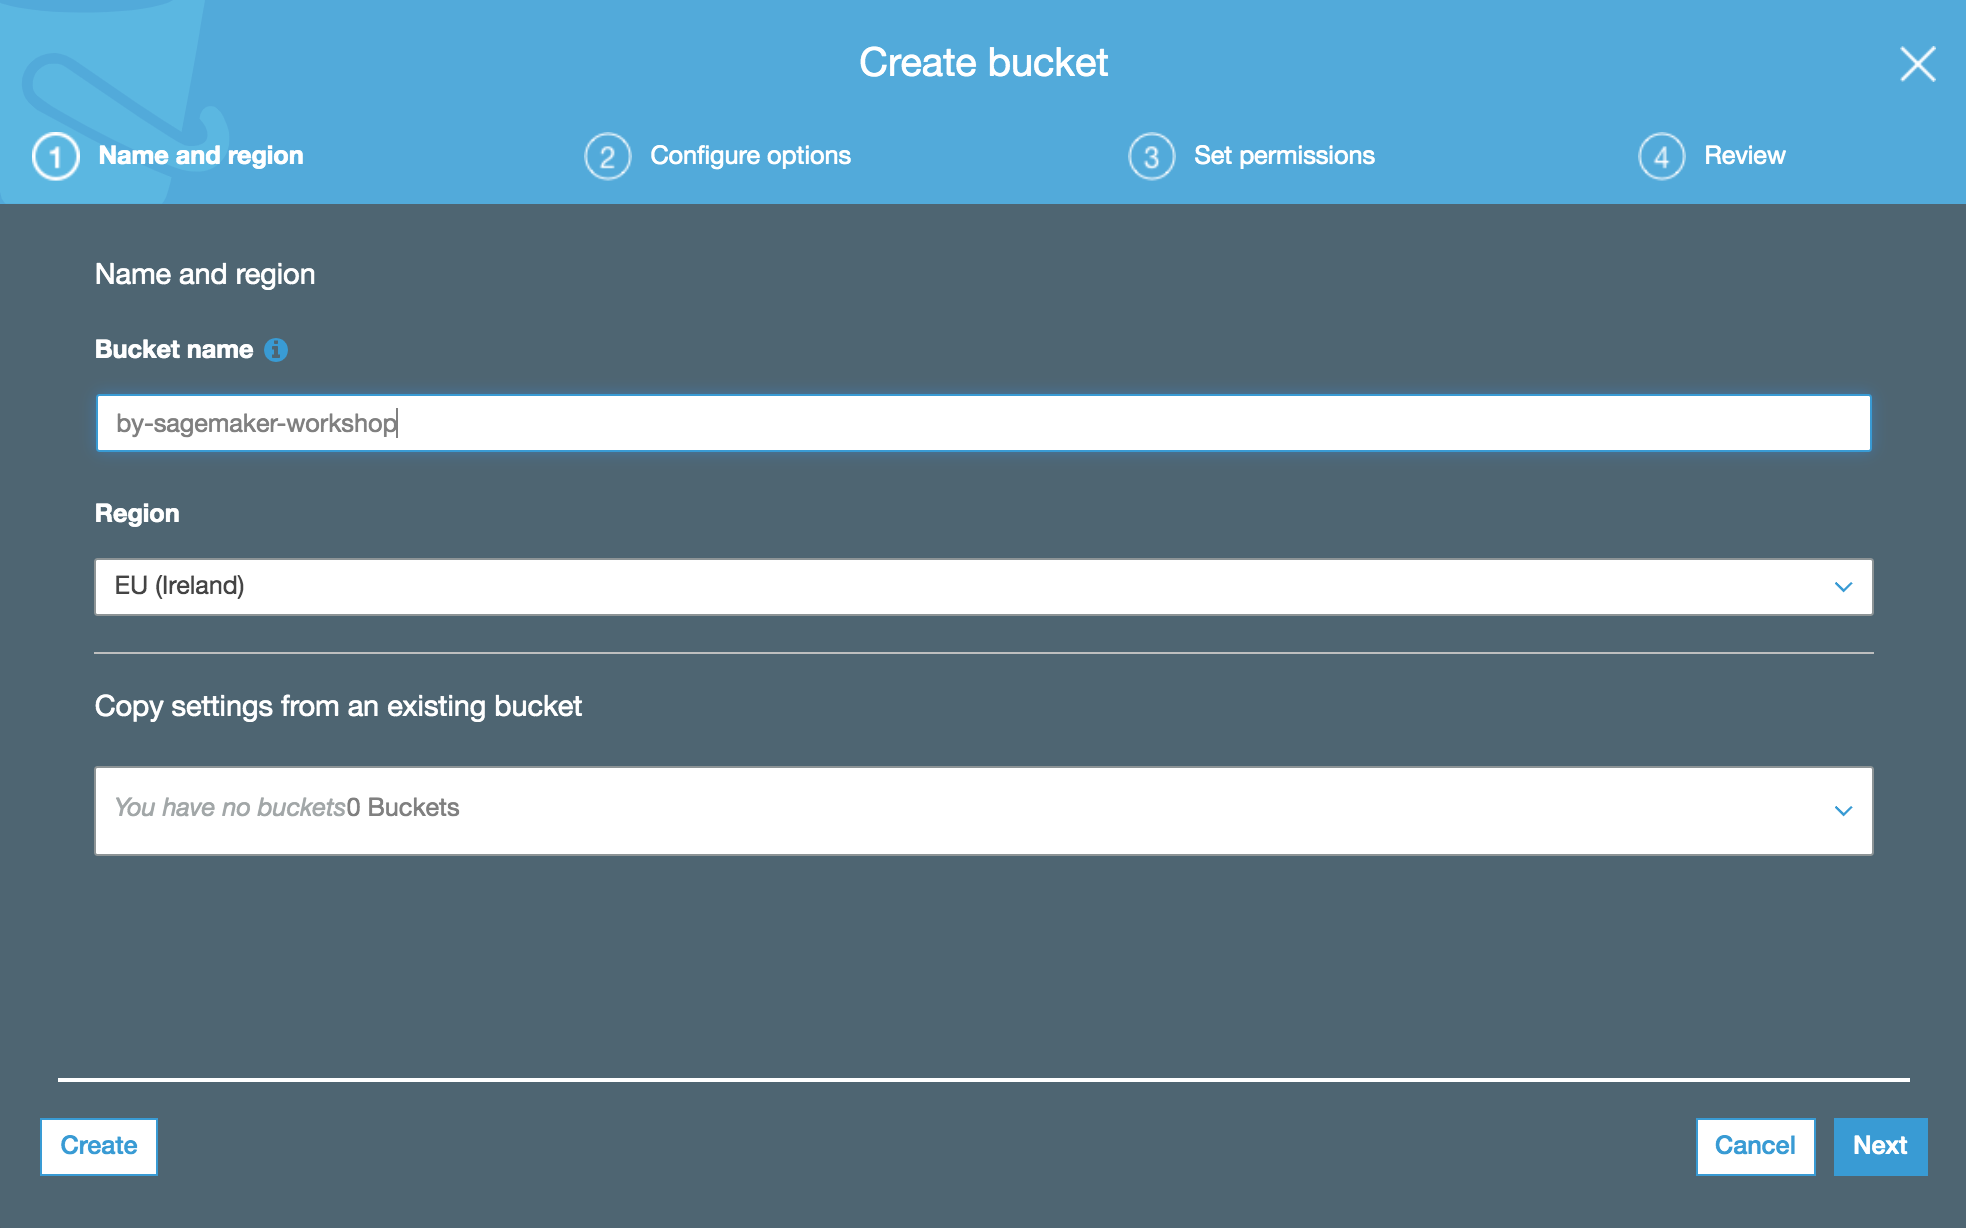 Create bucket
1 Name and region
2 Configure options
3 Set permissions
4 Review
Name and region
Bucket name
by-sagemaker-workshop
Region
EU (Ireland)
Copy settings from an existing bucket
You have no buckets0 Buckets
Create
Cancel
Next